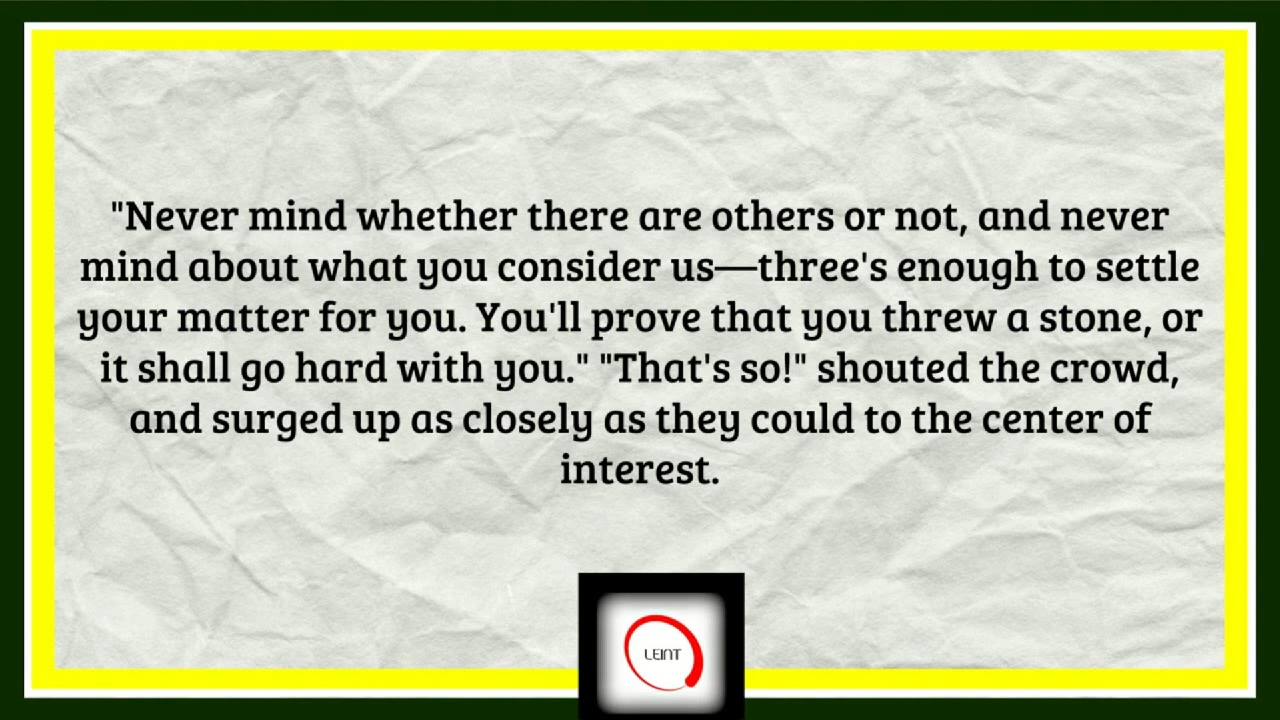 "Never mind whether there are others or not, and never
mind about what you consider us—three's enough to settle
your matter for you. You'll prove that you threw a stone, or
it shall go hard with you." "That's so!" shouted the crowd,
and surged up as closely as they could to the center of
interest.
LEINT